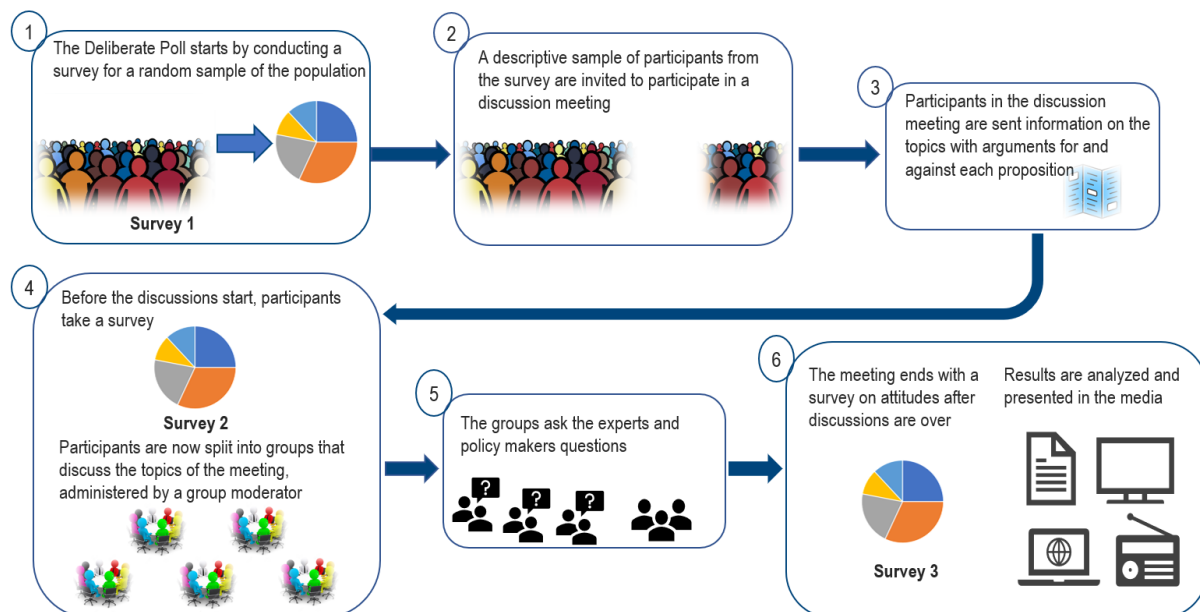 1
The Deliberate Poll starts by conducting a
survey for a random sample of the population
Survey 1
2
A descriptive sample of participants from
the survey are invited to participate in a
discussion meeting
3
Participants in the discussion
meeting are sent information on the
topics with arguments for and
against each proposition
4
Before the discussions start, participants
take a survey
Survey 2
Participants are now split into groups that
discuss the topics of the meeting,
administered by a group moderator
5
The groups ask the experts and
policy makers questions
?
?
?
6
The meeting ends with a
survey on attitudes after
discussions are over
Survey 3
Results are analyzed and
presented in the media